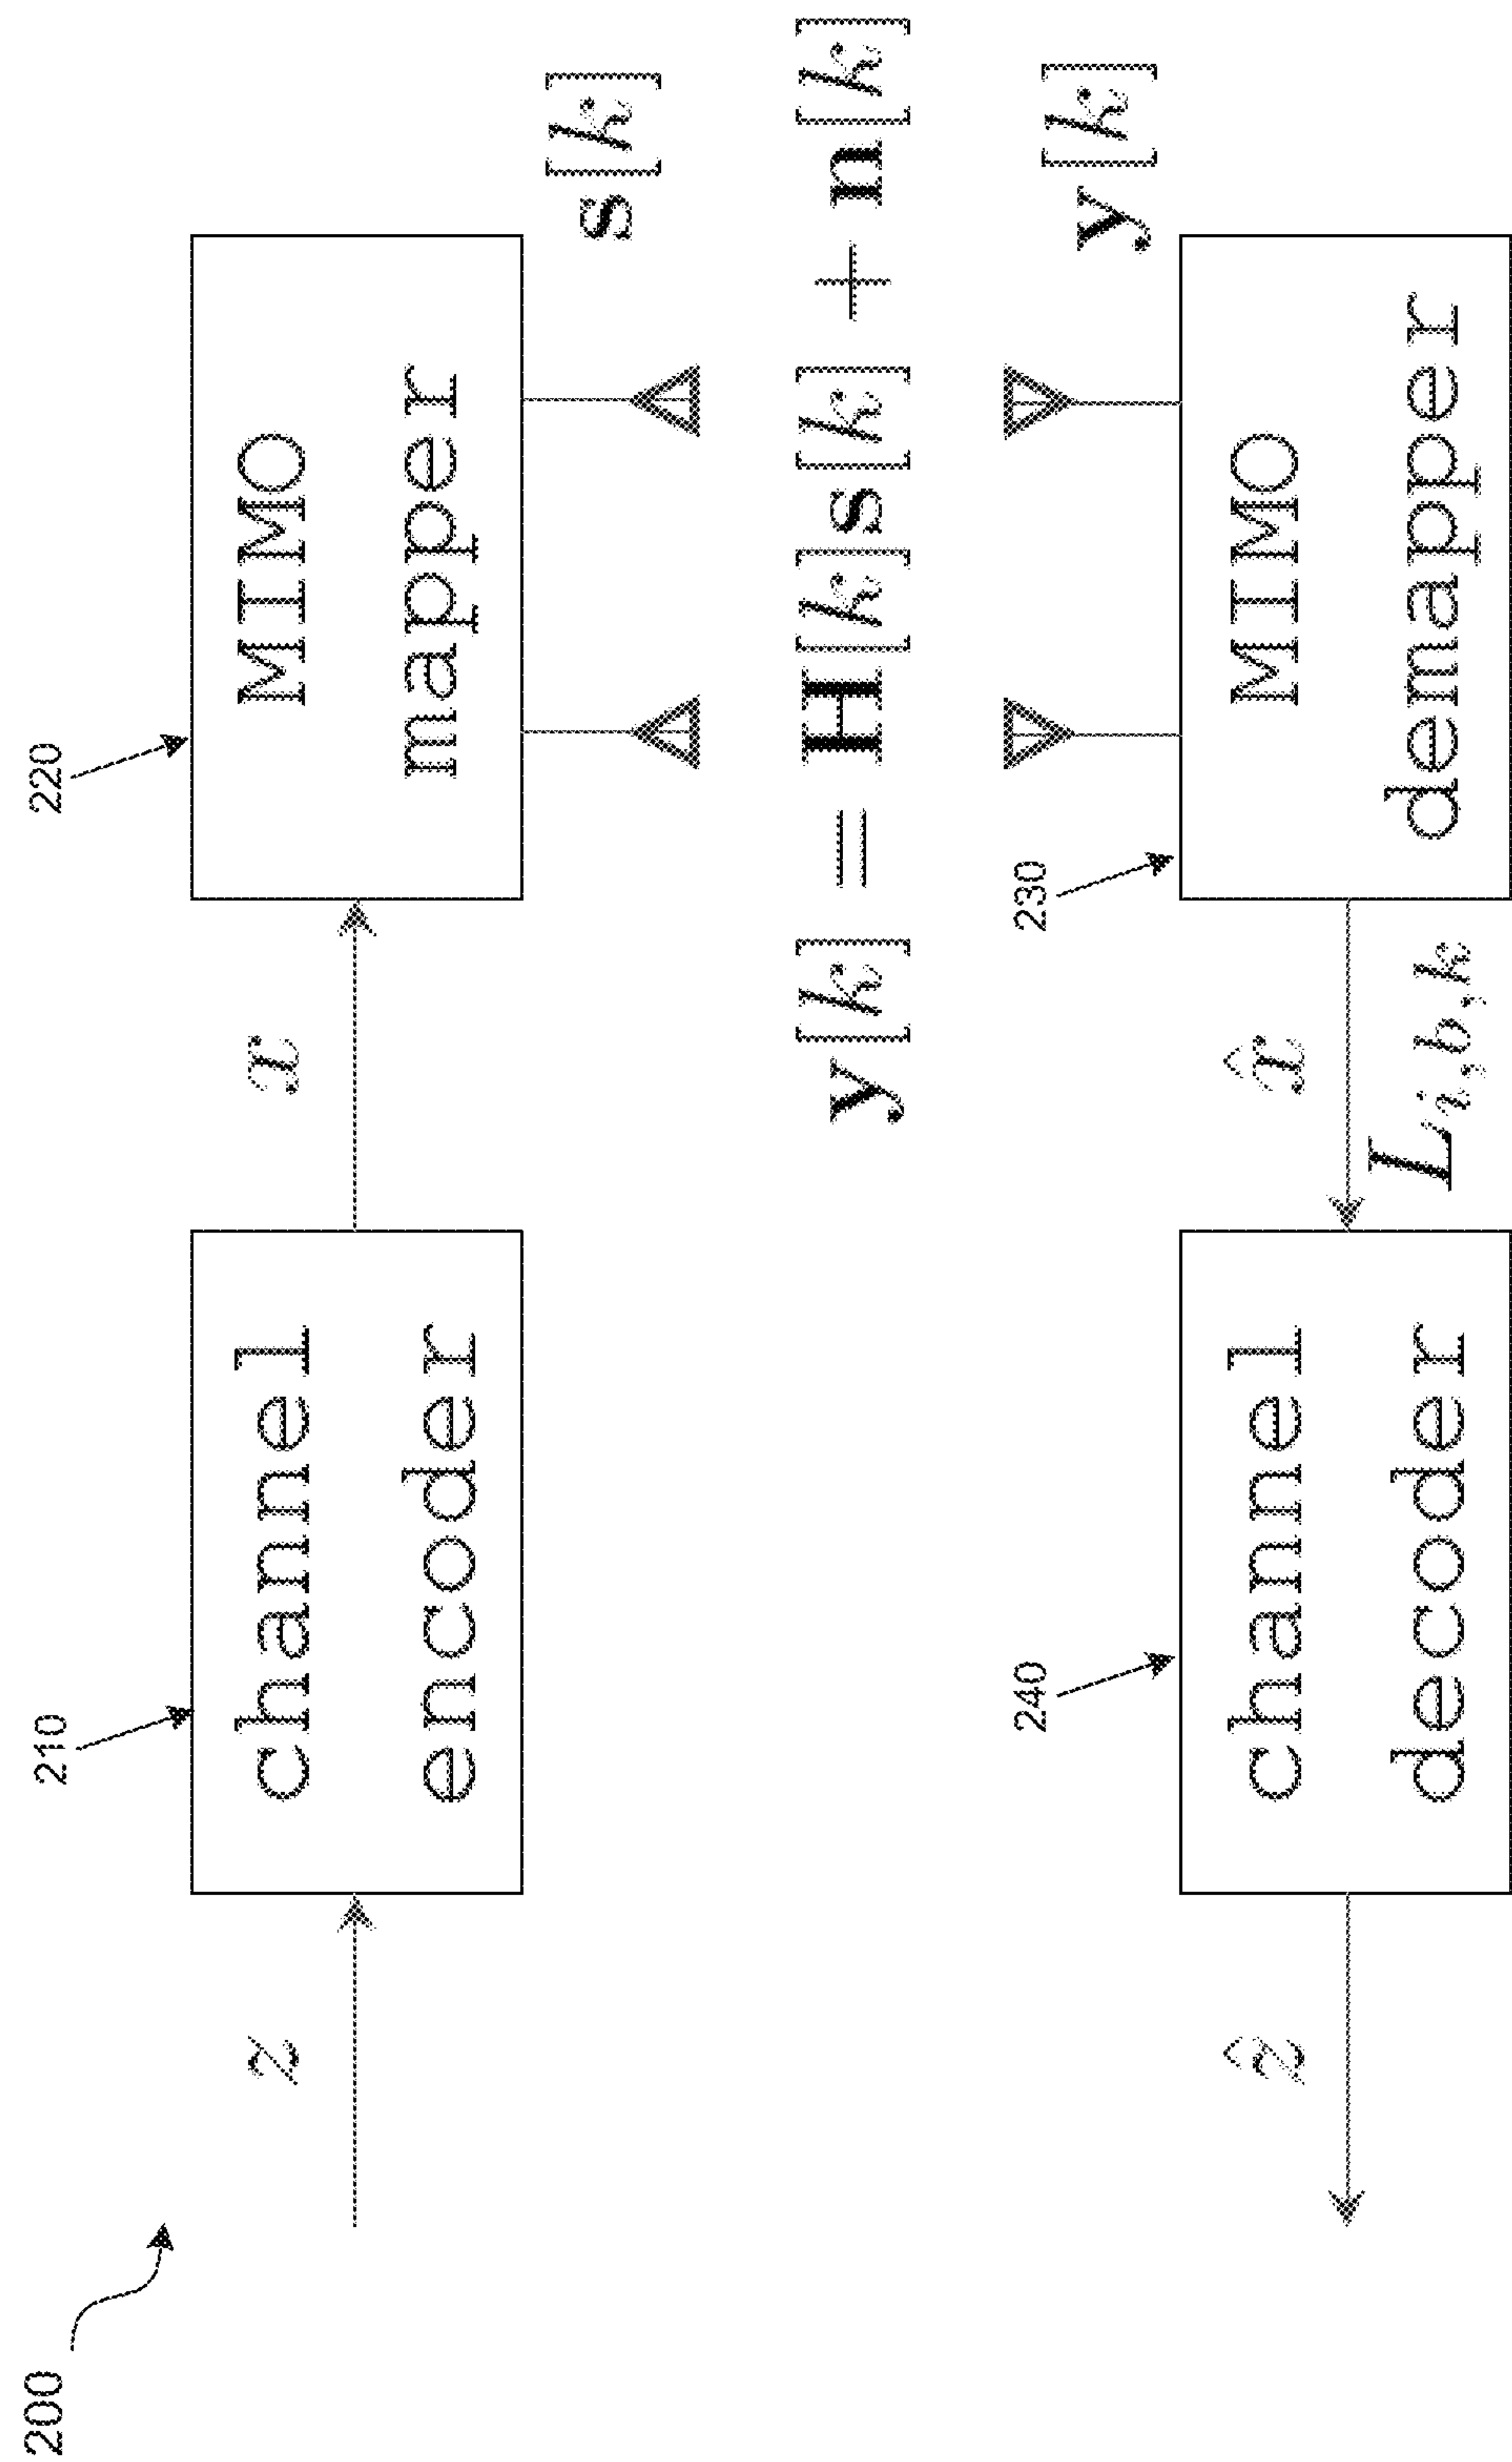 200
210
220
z
channel
encoder
x
MIMO
mapper
s[k]
y[k] = H[k]s[k] + n[k]
240
230
ẑ
channel
decoder
x̂
L_{i,b,k}
MIMO
demapper
y[k]